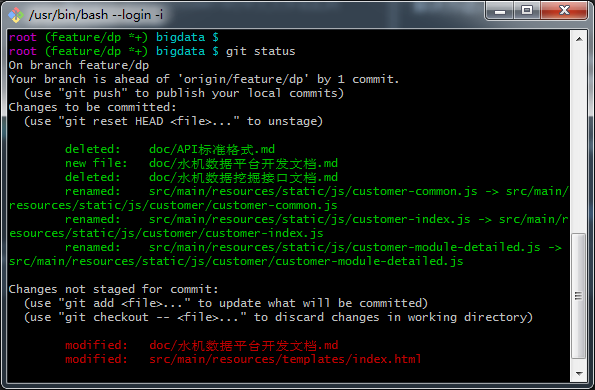 /usr/bin/bash --login -i
root (feature/dp *+) bigdata $
root (feature/dp *+) bigdata $ git status
On branch feature/dp
Your branch is ahead of 'origin/feature/dp' by 1 commit.
(use "git push" to publish your local commits)
Changes to be committed:
(use "git reset HEAD <file>..." to unstage)
deleted: doc/API标准格式.md
new file: doc/水机数据平台开发文档.md
deleted: doc/水机数据挖掘接口文档.md
renamed: src/main/resources/static/js/customer-common.js -> src/main/
resources/static/js/customer/customer-common.js
renamed: src/main/resources/static/js/customer-index.js -> src/main/r
esources/static/js/customer/customer-index.js
renamed: src/main/resources/static/js/customer-module-detailed.js ->
src/main/resources/static/js/customer/customer-module-detailed.js
Changes not staged for commit:
(use "git add <file>..." to update what will be committed)
(use "git checkout -- <file>..." to discard changes in working directory)
modified: doc/水机数据平台开发文档.md
modified: src/main/resources/templates/index.html